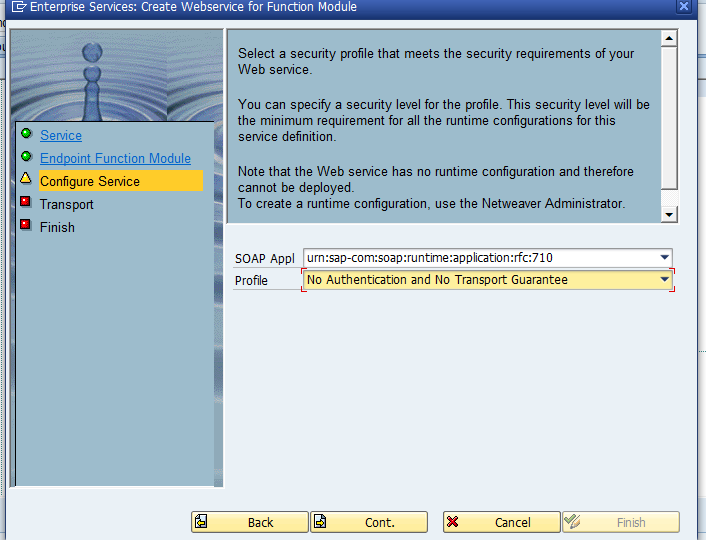 Enterprise Services: Create Webservice for Function Module
Service
Endpoint Function Module
Configure Service
Transport
Finish
Select a security profile that meets the security requirements of your
Web service.
You can specify a security level for the profile. This security level will be
the minimum requirement for all the runtime configurations for this
service definition.
Note that the Web service has no runtime configuration and therefore
cannot be deployed.
To create a runtime configuration, use the Netweaver Administrator.
SOAP Appl urn:sap-com:soap:runtime:application:rfc:710
Profile No Authentication and No Transport Guarantee
Back Cont. Cancel Finish